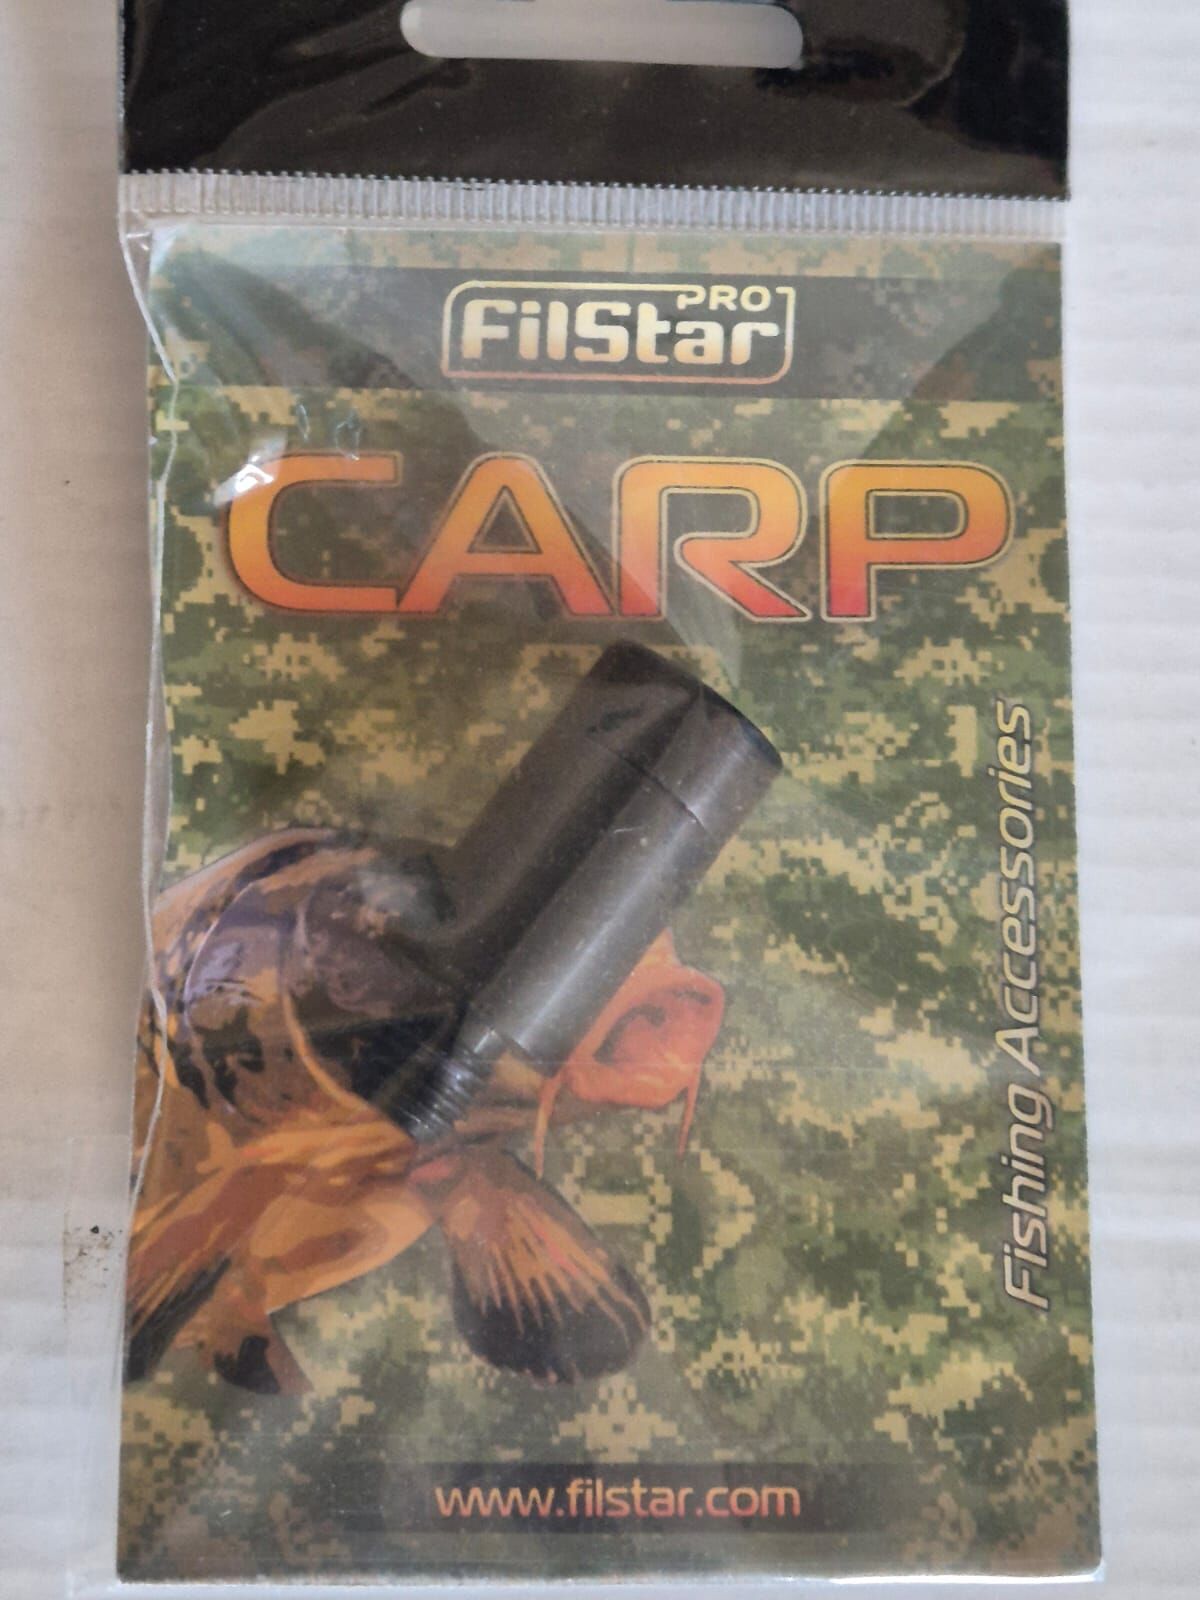 FilStar PRO
CARP
Fishing Accessories
www.filstar.com